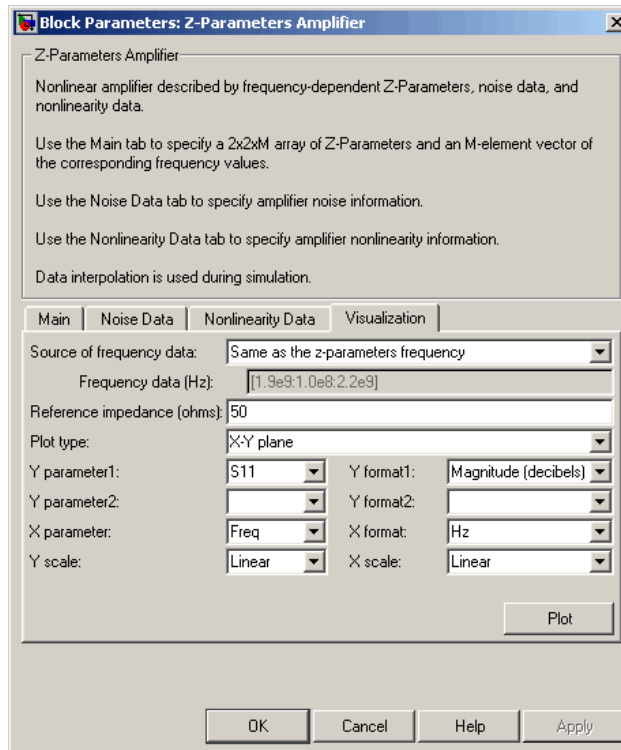 Block Parameters: Z-Parameters Amplifier
Z-Parameters Amplifier
Nonlinear amplifier described by frequency-dependent Z-Parameters, noise data, and
nonlinearity data.
Use the Main tab to specify a 2x2xM array of Z-Parameters and an M-element vector of
the corresponding frequency values.
Use the Noise Data tab to specify amplifier noise information.
Use the Nonlinearity Data tab to specify amplifier nonlinearity information.
Data interpolation is used during simulation.
Main Noise Data Nonlinearity Data Visualization
Source of frequency data: Same as the z-parameters frequency
Frequency data (Hz): [1.9e9:1.0e8:2.2e9]
Reference impedance (ohms): 50
Plot type: X-Y plane
Y parameter1: S11 Y format1: Magnitude (decibels)
Y parameter2: Y format2:
X parameter: Freq X format: Hz
Y scale: Linear X scale: Linear
Plot
OK Cancel Help Apply